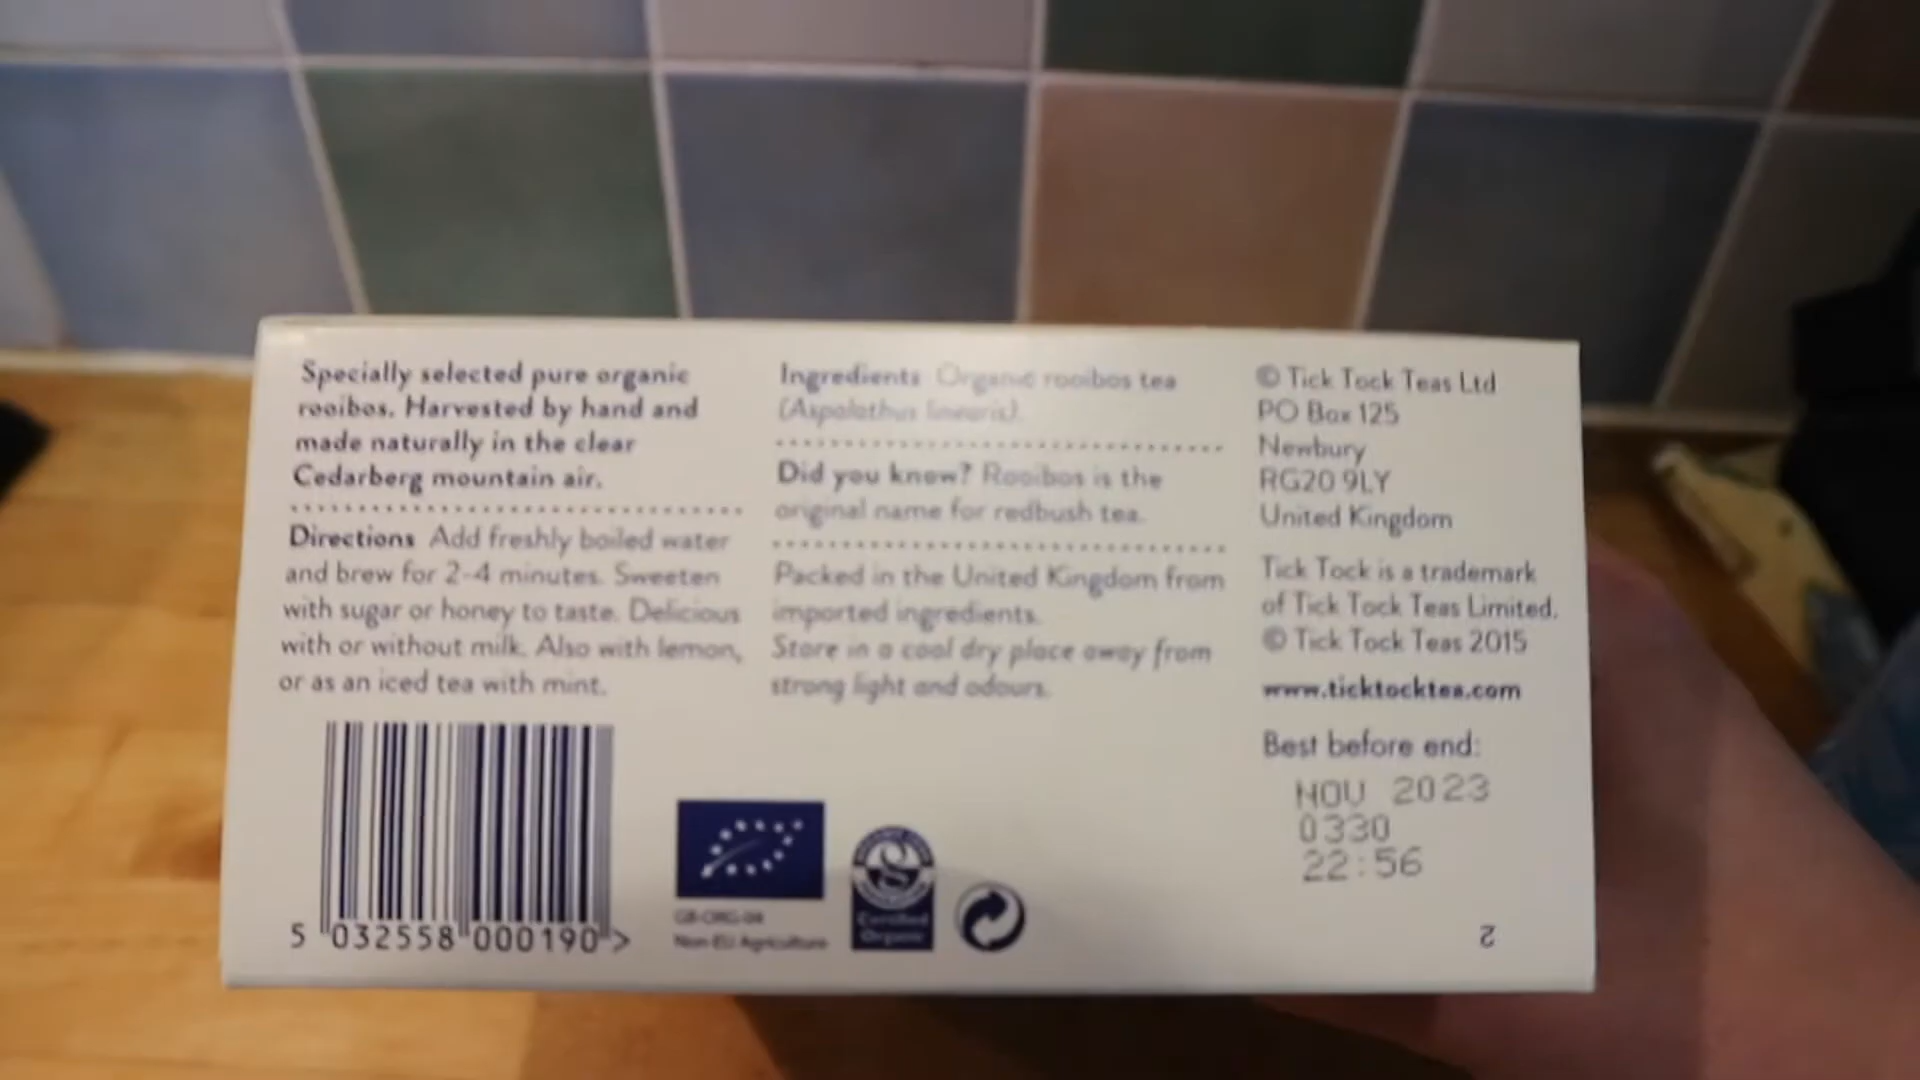 Specially selected pure organic
rooibos. Harvested by hand and
made naturally in the clear
Cedarberg mountain air.
Directions Add freshly boiled water
and brew for 2-4 minutes. Sweeten
with sugar or honey to taste. Delicious
with or without milk. Also with lemon,
or as an iced tea with mint.
5 032558 000190 >
Ingredients Organic rooibos tea
(Aspalathus linearis).
Did you know? Rooibos is the
original name for redbush tea.
Packed in the United Kingdom from
imported ingredients.
Store in a cool dry place away from
strong light and odours.
GB-ORG-04
Non-EU Agriculture
Certified
Organic
© Tick Tock Teas Ltd
PO Box 125
Newbury
RG20 9LY
United Kingdom
Tick Tock is a trademark
of Tick Tock Teas Limited.
© Tick Tock Teas 2015
www.ticktocktea.com
Best before end:
NOU 2023
0330
22:56
2